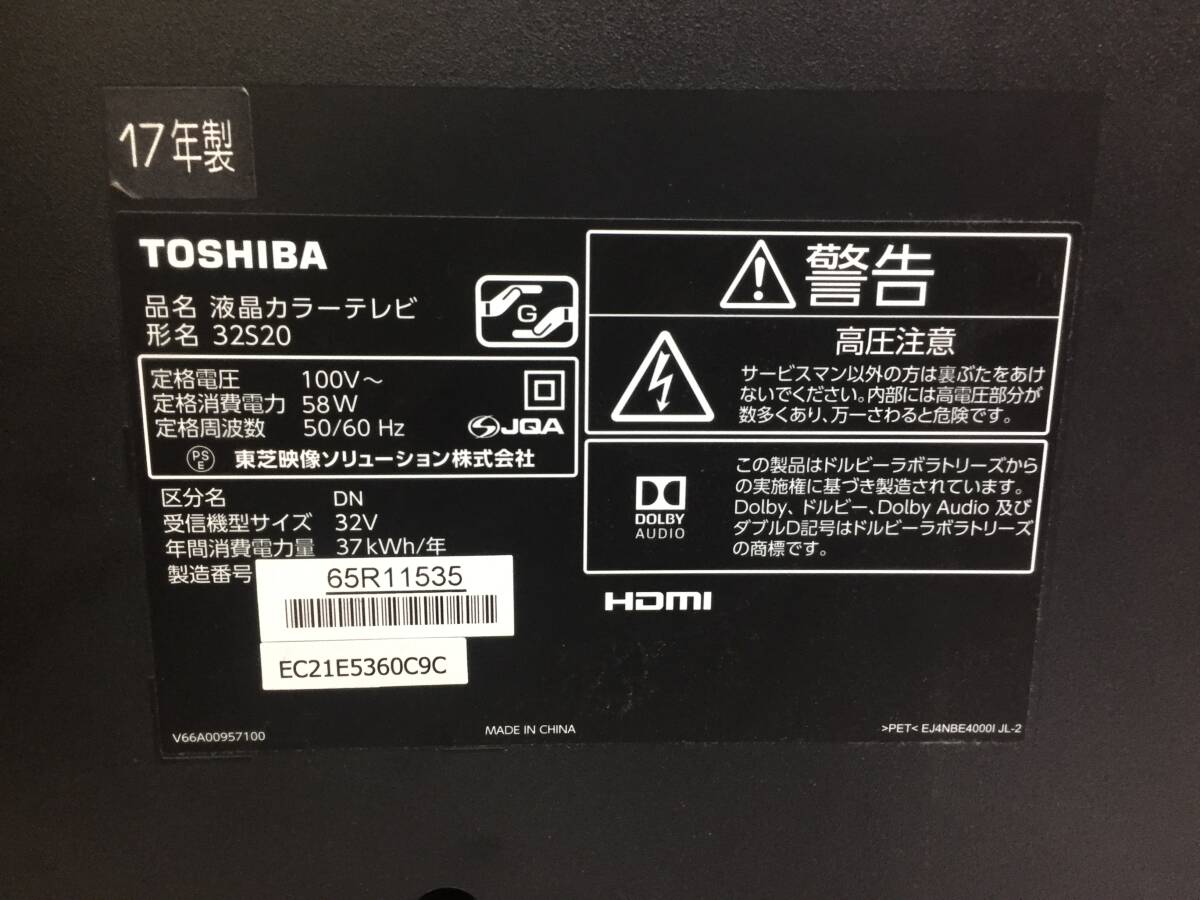 17年製
TOSHIBA
品名 液晶カラーテレビ
形名 32S20
G
定格電圧 100V～
定格消費電力 58W
定格周波数 50/60 Hz
JQA
PS
E
東芝映像ソリューション株式会社
区分名 DN
受信機型サイズ 32V
年間消費電力量 37kWh/年
製造番号
65R11535
EC21E5360C9C
V66A00957100
MADE IN CHINA
警告
高圧注意
サービスマン以外の方は裏ぶたをあけ
ないでください。内部には高電圧部分が
数多くあり、万一さわると危険です。
DOLBY
AUDIO
この製品はドルビーラボラトリーズから
の実施権に基づき製造されています。
Dolby、ドルビー、Dolby Audio 及び
ダブルD記号はドルビーラボラトリーズ
の商標です。
HDMI
>PET< EJ4NBE4000I JL-2